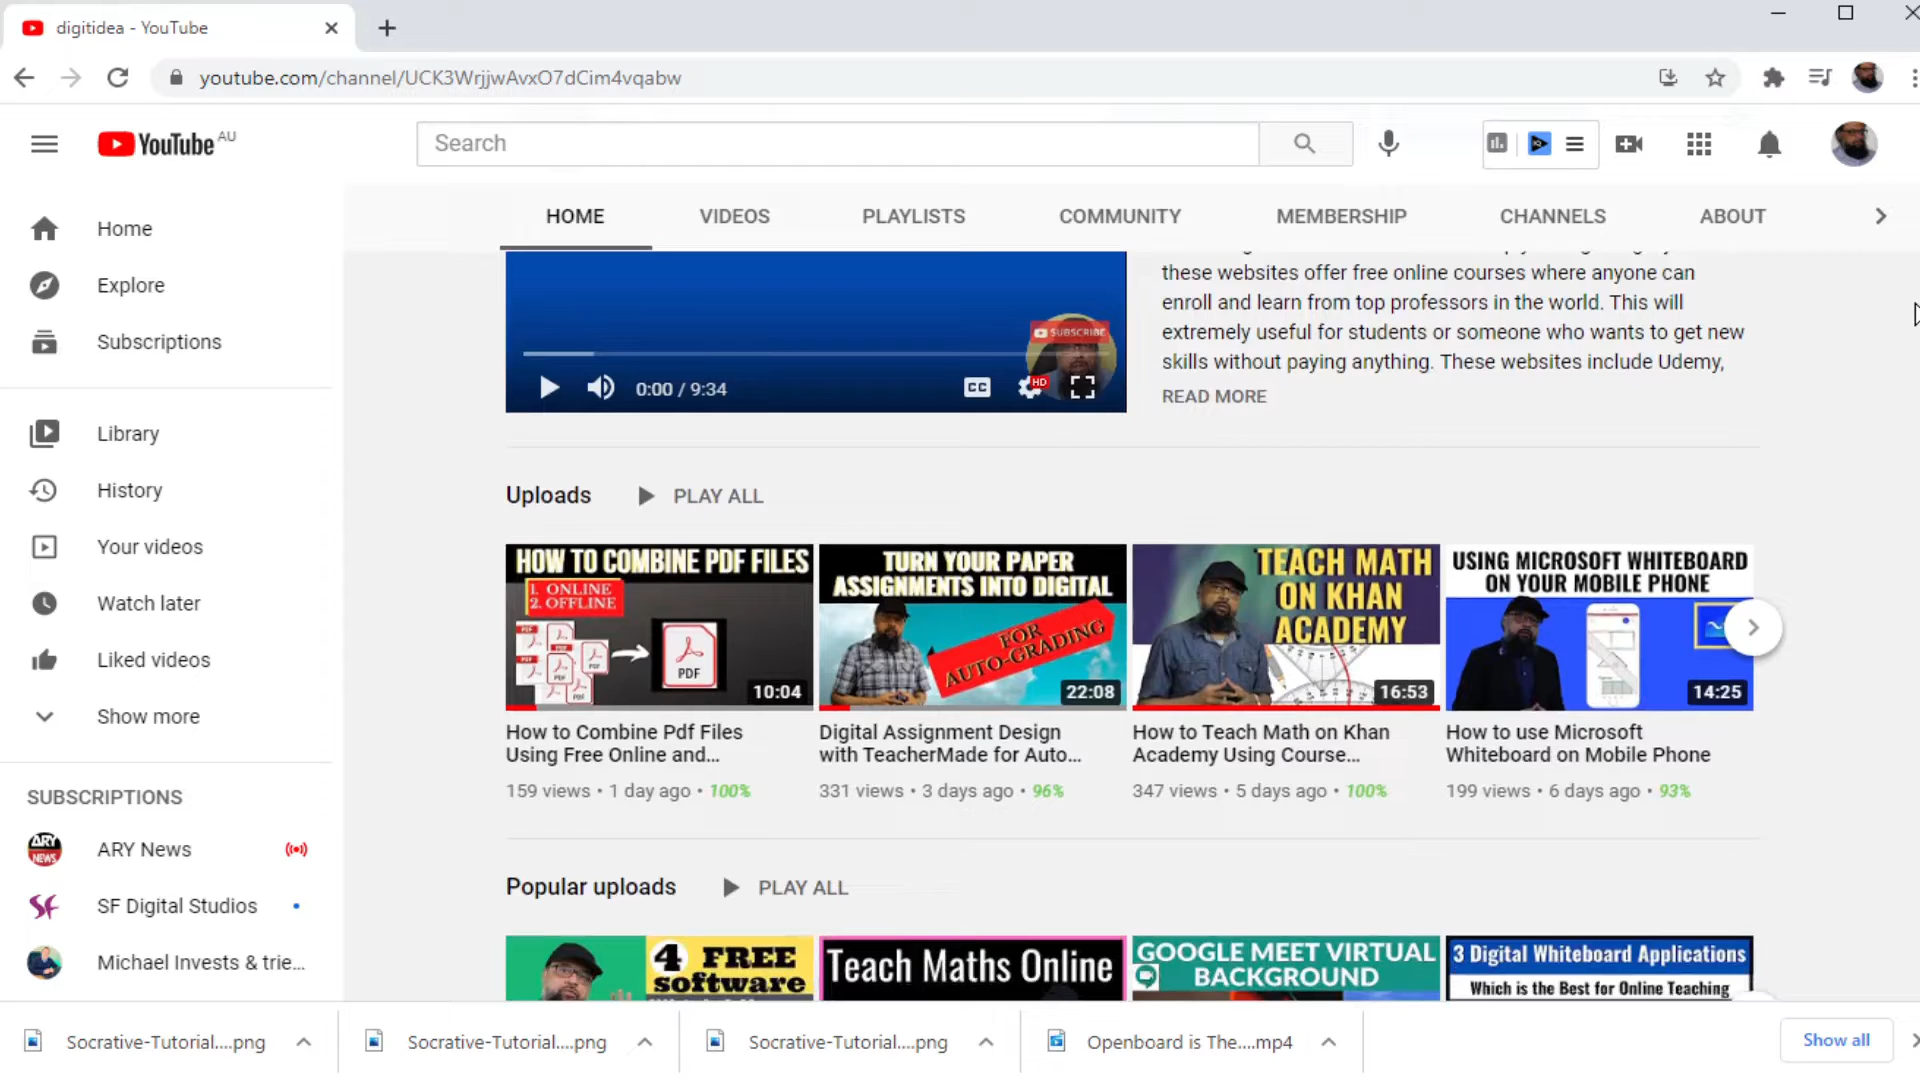 digitidea - YouTube
youtube.com/channel/UCK3WrjjwAvxO7dCim4vqabw
YouTube AU
Search
HOME
VIDEOS
PLAYLISTS
COMMUNITY
MEMBERSHIP
CHANNELS
ABOUT
Home
Explore
Subscriptions
Library
History
Your videos
Watch later
Liked videos
Show more
SUBSCRIPTIONS
ARY News
SF Digital Studios
Michael Invests & trie...
SUBSCRIBE
0:00 / 9:34
CC
HD
these websites offer free online courses where anyone can
enroll and learn from top professors in the world. This will
extremely useful for students or someone who wants to get new
skills without paying anything. These websites include Udemy,
READ MORE
Uploads
PLAY ALL
HOW TO COMBINE PDF FILES
1. ONLINE
2. OFFLINE
PDF
10:04
How to Combine Pdf Files
Using Free Online and...
159 views • 1 day ago • 100%
TURN YOUR PAPER
ASSIGNMENTS INTO DIGITAL
FOR
AUTO-GRADING
22:08
Digital Assignment Design
with TeacherMade for Auto...
331 views • 3 days ago • 96%
TEACH MATH
ON KHAN
ACADEMY
16:53
How to Teach Math on Khan
Academy Using Course...
347 views • 5 days ago • 100%
USING MICROSOFT WHITEBOARD
ON YOUR MOBILE PHONE
14:25
How to use Microsoft
Whiteboard on Mobile Phone
199 views • 6 days ago • 93%
Popular uploads
PLAY ALL
4 FREE
software
Teach Maths Online
GOOGLE MEET VIRTUAL
BACKGROUND
3 Digital Whiteboard Applications
Which is the Best for Online Teaching
Socrative-Tutorial....png
Socrative-Tutorial....png
Socrative-Tutorial....png
Openboard is The....mp4
Show all